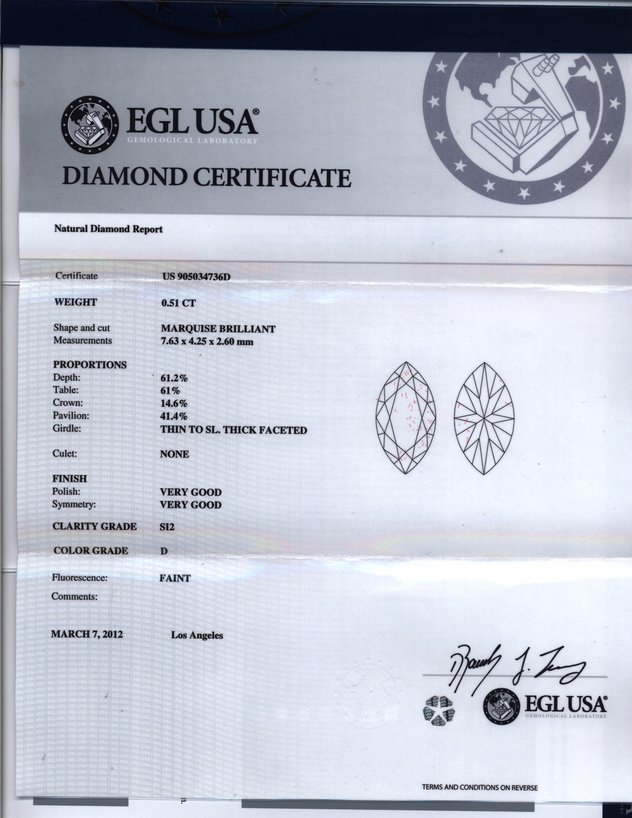 EGL USA®
GEMOLOGICAL LABORATORY
DIAMOND CERTIFICATE
Natural Diamond Report
Certificate US 905034736D
WEIGHT 0.51 CT
Shape and cut MARQUISE BRILLIANT
Measurements 7.63 x 4.25 x 2.60 mm
PROPORTIONS
Depth: 61.2%
Table: 61%
Crown: 14.6%
Pavilion: 41.4%
Girdle: THIN TO SL. THICK FACETED
Culet: NONE
FINISH
Polish: VERY GOOD
Symmetry: VERY GOOD
CLARITY GRADE SI2
COLOR GRADE D
Fluorescence: FAINT
Comments:
MARCH 7, 2012 Los Angeles
EGL USA®
GEMOLOGICAL LABORATORY
TERMS AND CONDITIONS ON REVERSE